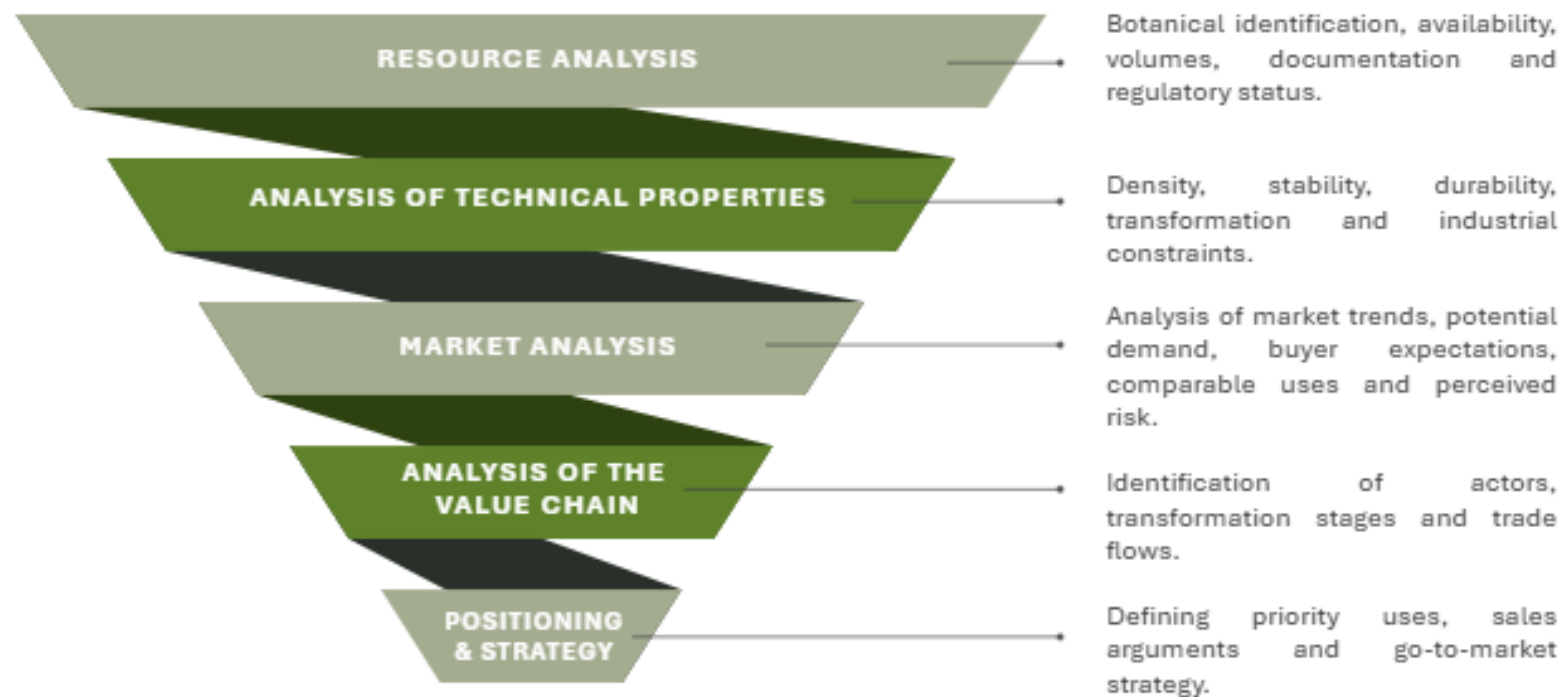 RESOURCE ANALYSIS
Botanical identification, availability,
volumes, documentation and
regulatory status.
ANALYSIS OF TECHNICAL PROPERTIES
Density, stability, durability,
transformation and industrial
constraints.
MARKET ANALYSIS
Analysis of market trends, potential
demand, buyer expectations,
comparable uses and perceived
risk.
ANALYSIS OF THE
VALUE CHAIN
Identification of actors,
transformation stages and trade
flows.
POSITIONING
& STRATEGY
Defining priority uses, sales
arguments and go-to-market
strategy.